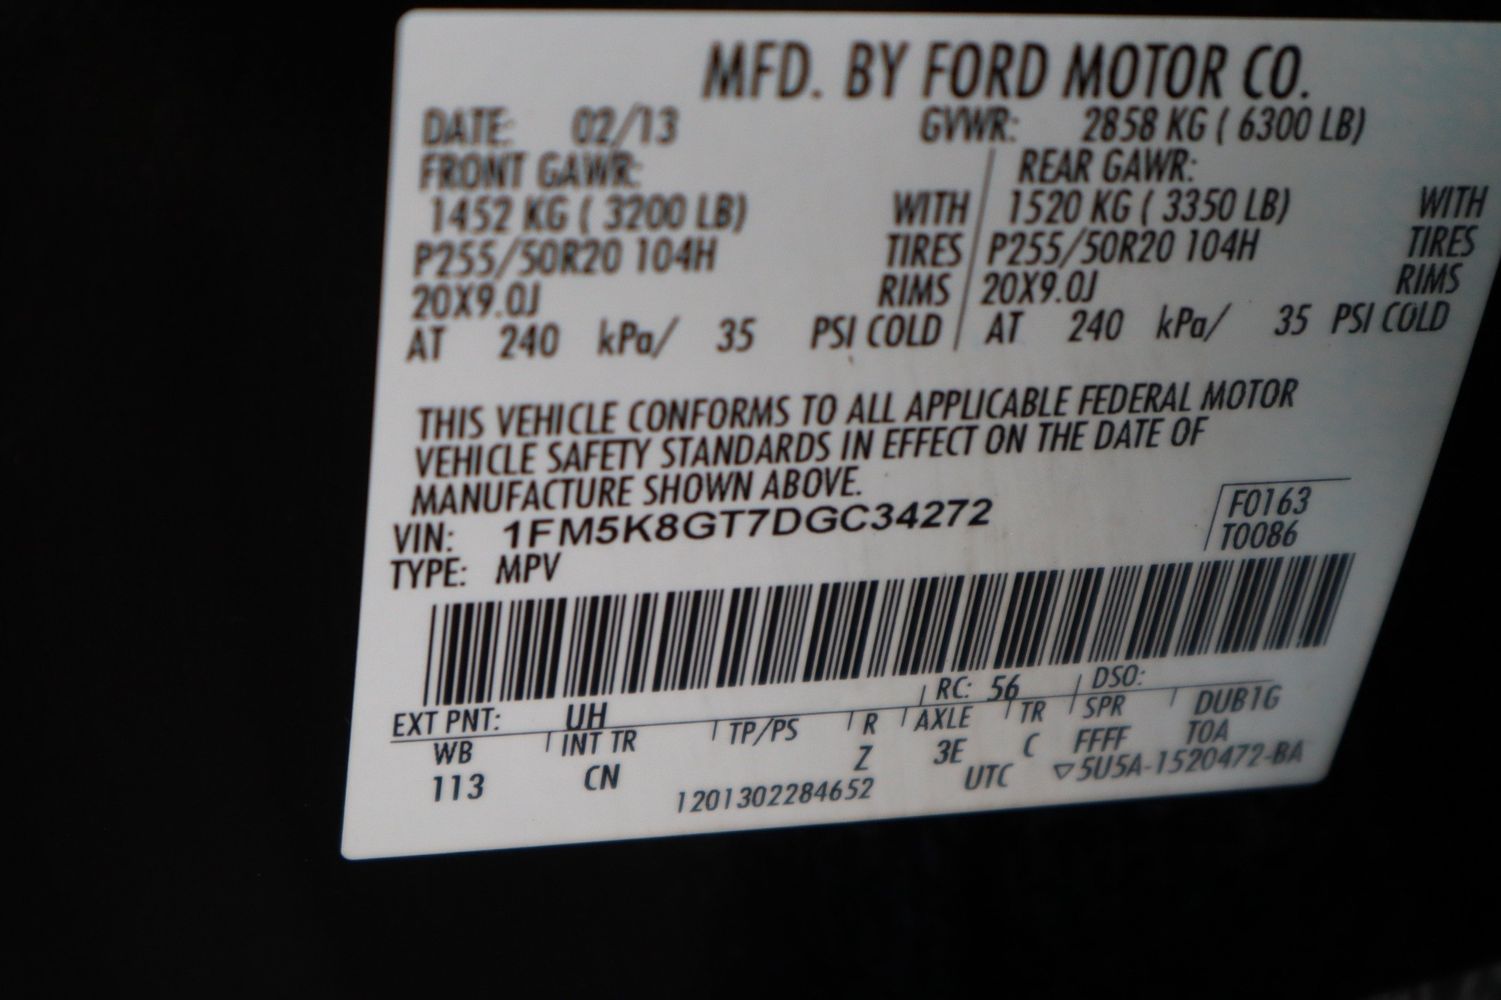 MFD. BY FORD MOTOR CO.
DATE: 02/13 GVWR: 2858 KG ( 6300 LB)
FRONT GAWR: REAR GAWR:
1452 KG ( 3200 LB) WITH 1520 KG ( 3350 LB) WITH
P255/50R20 104H TIRES P255/50R20 104H TIRES
20X9.0J RIMS 20X9.0J RIMS
AT 240 kPa/ 35 PSI COLD AT 240 kPa/ 35 PSI COLD
THIS VEHICLE CONFORMS TO ALL APPLICABLE FEDERAL MOTOR
VEHICLE SAFETY STANDARDS IN EFFECT ON THE DATE OF
MANUFACTURE SHOWN ABOVE.
VIN: 1FM5K8GT7DGC34272 F0163
TYPE: MPV T0086
EXT PNT: UH RC: 56 DSO:
WB INT TR TP/PS R AXLE TR SPR DUB1G
113 CN Z 3E C FFFF TOA
1201302284652 UTC ▽5U5A-1520472-BA